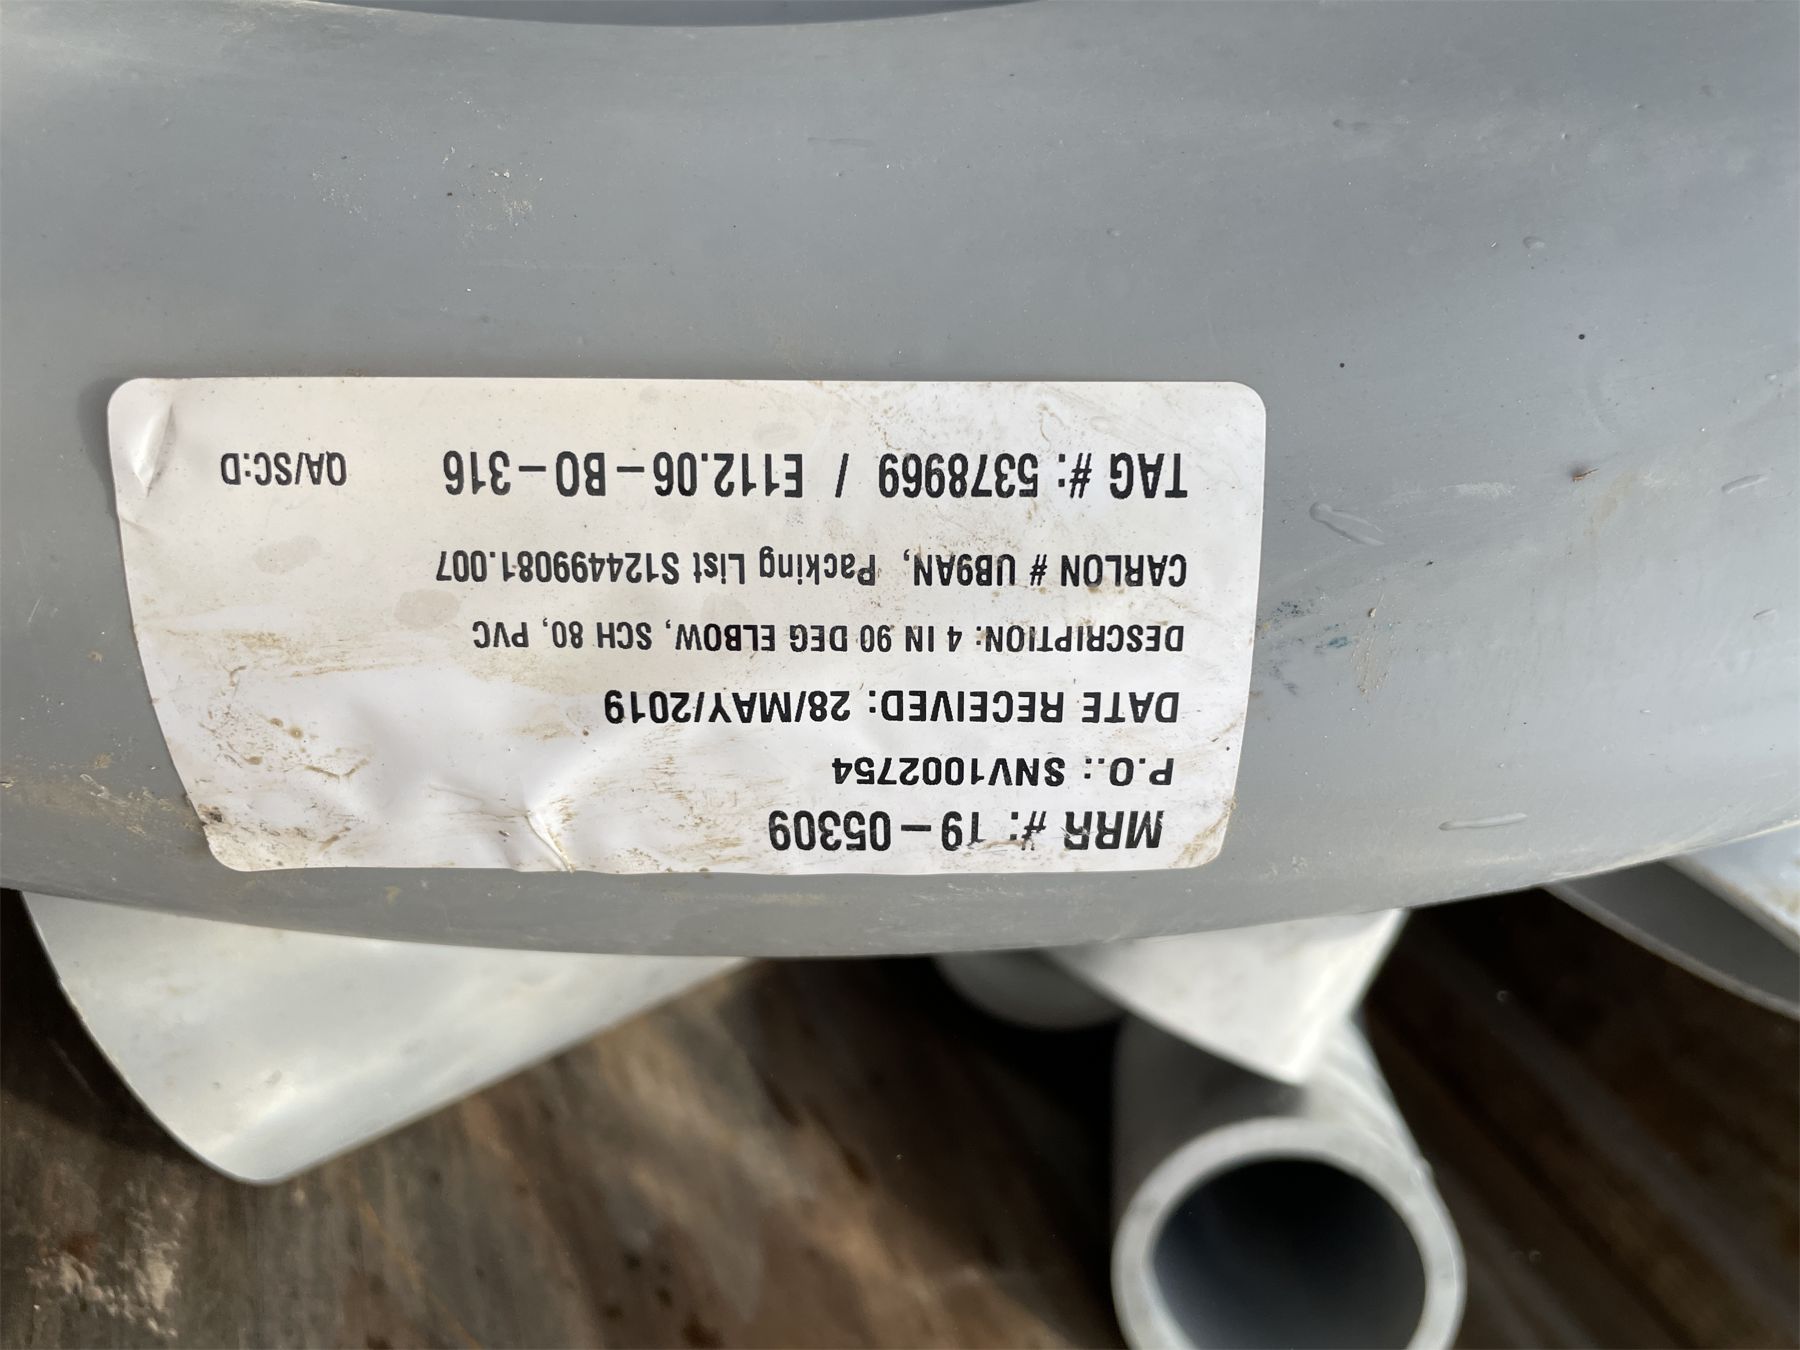 MRR #: 19-05309
P.O.: SNV1002754
DATE RECEIVED: 28/MAY/2019
DESCRIPTION: 4 IN 90 DEG ELBOW, SCH 80, PVC
CARLON # UB9AN, Packing List S124499081.007
TAG #: 5378969 / E112.06-B0-316 QA/SC:D